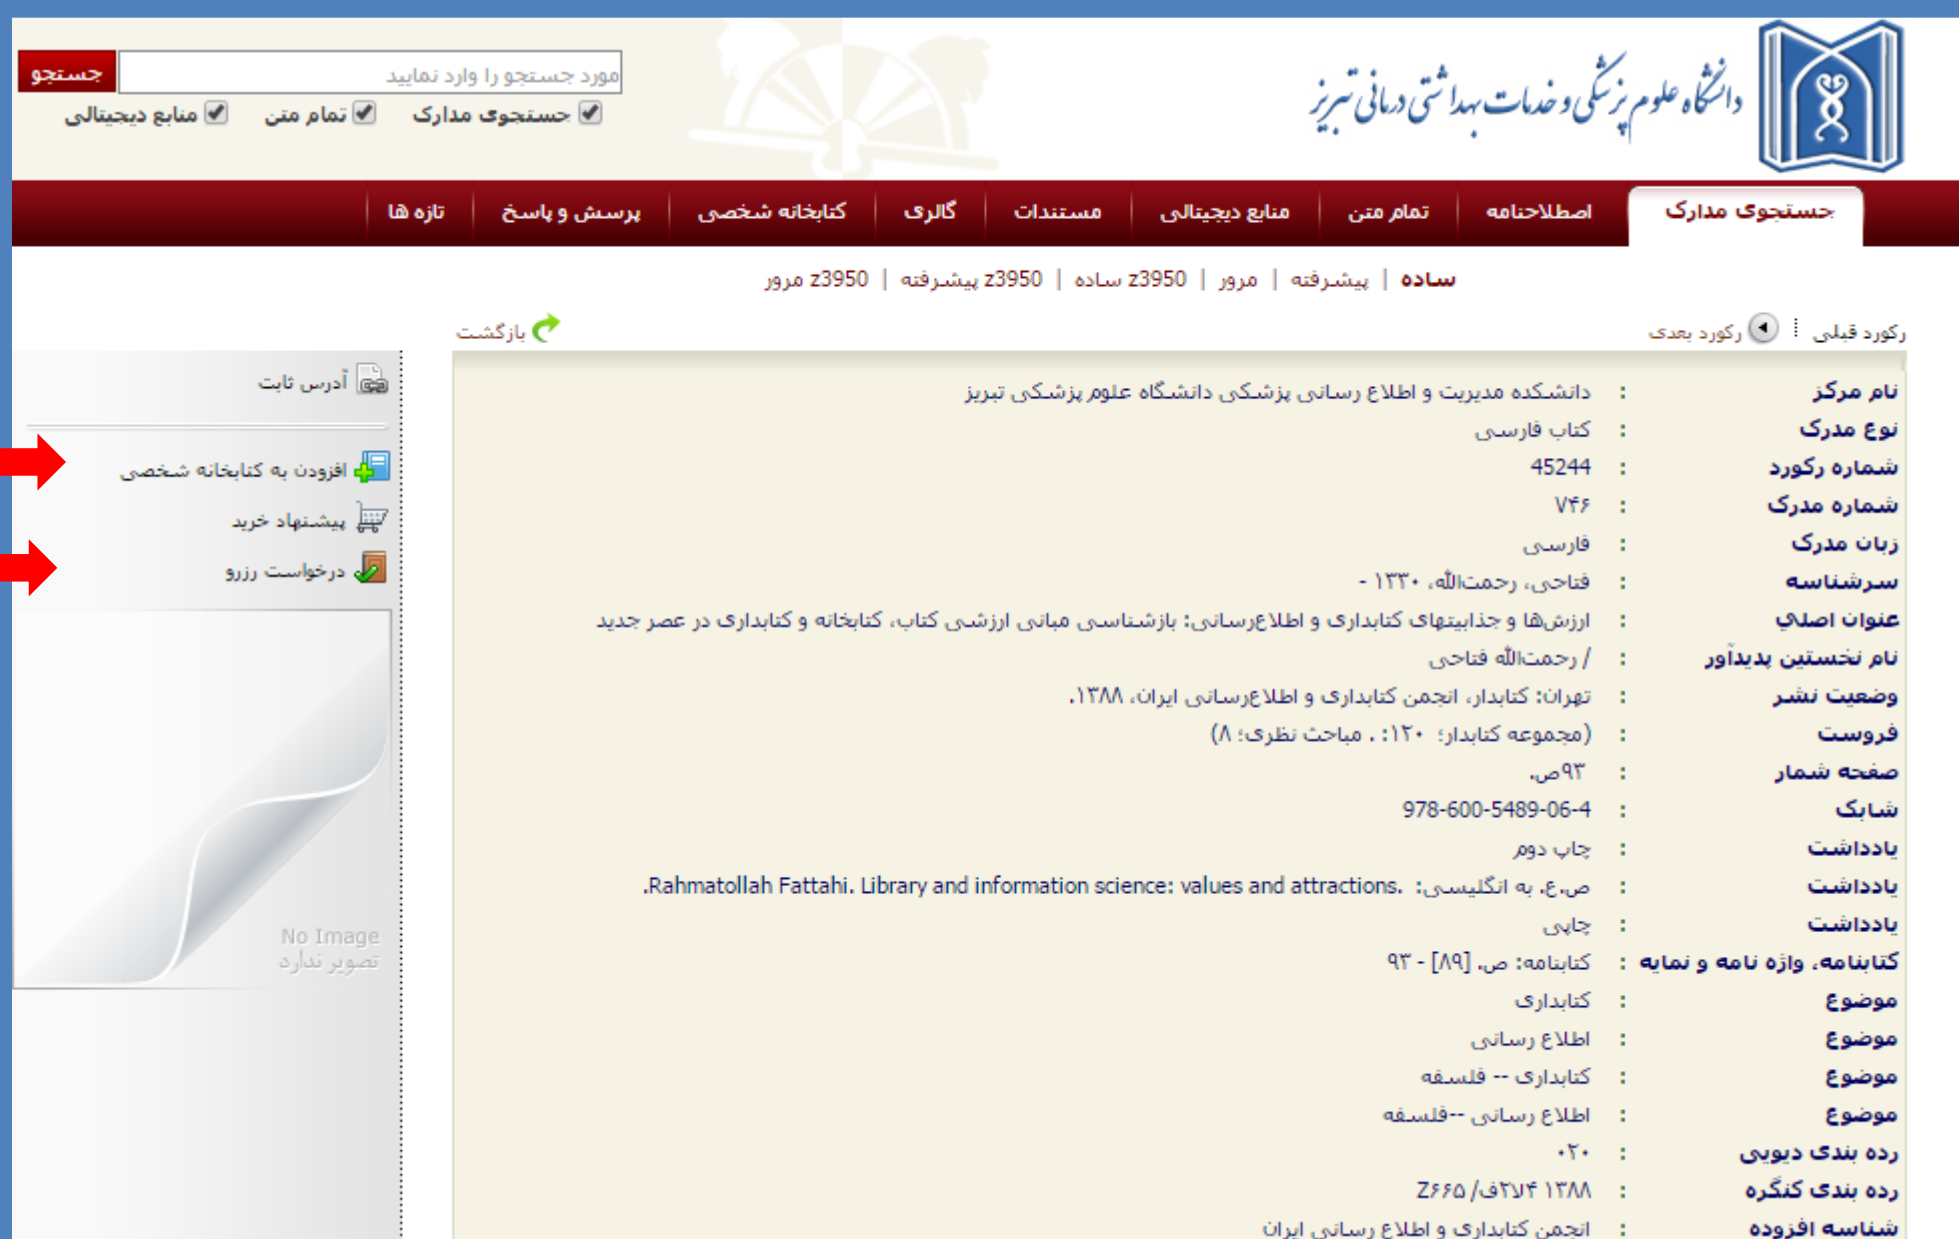 دانشگاه علوم پزشکی و خدمات بهداشتی درمانی تبریز
مورد جستجو را وارد نمایید
جستجو
جستجوی مدارک تمام متن منابع دیجیتالی
جستجوی مدارک اصطلاحنامه تمام متن منابع دیجیتالی مستندات گالری کتابخانه شخصی پرسش و پاسخ تازه ها
ساده | پیشرفته | مرور | z3950 ساده | z3950 پیشرفته | z3950 مرور
رکورد قبلی رکورد بعدی
بازگشت
نام مرکز : دانشکده مدیریت و اطلاع رسانی پزشکی دانشگاه علوم پزشکی تبریز
نوع مدرک : کتاب فارسی
شماره رکورد : 45244
شماره مدرک : ۷۴۶
زبان مدرک : فارسی
سرشناسه : فتاحی، رحمت‌الله، ۱۳۳۰ -
عنوان اصلي : ارزش‌ها و جذابیتهای کتابداری و اطلاع‌رسانی: بازشناسی مبانی ارزشی کتاب، کتابخانه و کتابداری در عصر جدید
نام نخستین پدیدآور : / رحمت‌الله فتاحی
وضعیت نشر : تهران: کتابدار، انجمن کتابداری و اطلاع‌رسانی ایران، ۱۳۸۸.
فروست : (مجموعه کتابدار؛ ۱۲۰: . مباحث نظری؛ ۸)
صفحه شمار : ۹۳ص.
شابک : 978-600-5489-06-4
یادداشت : چاپ دوم
یادداشت : ص.ع. به انگلیسی: .Rahmatollah Fattahi. Library and information science: values and attractions.
یادداشت : چاپی
کتابنامه، واژه نامه و نمایه : کتابنامه: ص. [۸۹] - ۹۳
موضوع : کتابداری
موضوع : اطلاع رسانی
موضوع : کتابداری -- فلسفه
موضوع : اطلاع رسانی --فلسفه
رده بندی دیویی : ۰۲۰
رده بندی کنگره : Z۶۶۵ /ف۲لا۴ ۱۳۸۸
شناسه افزوده : انجمن کتابداری و اطلاع رسانی ایران
آدرس ثابت
افزودن به کتابخانه شخصی
پیشنهاد خرید
درخواست رزرو
No Image
تصویر ندارد